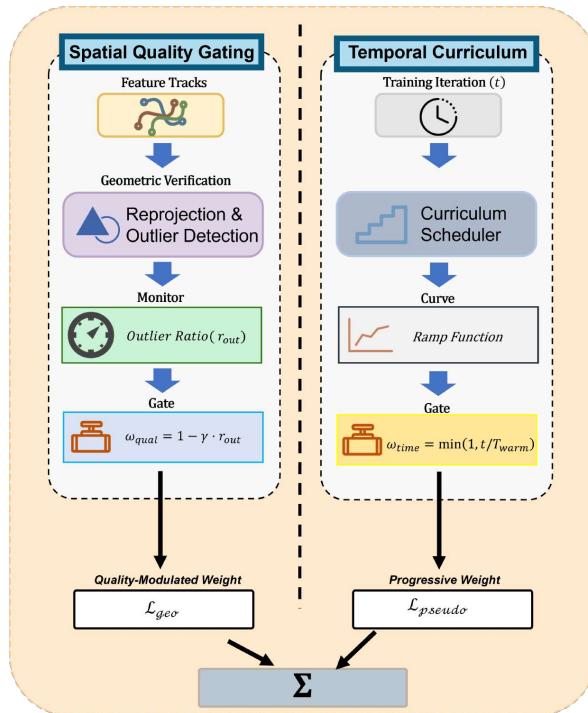 Spatial Quality Gating
Feature Tracks
Geometric Verification
Reprojection &
Outlier Detection
Monitor
Outlier Ratio( r_out)
Gate
ω_qual = 1 − γ · r_out
Quality-Modulated Weight
ℒ_geo
Temporal Curriculum
Training Iteration (t)
Curriculum
Scheduler
Curve
Ramp Function
Gate
ω_time = min(1, t/T_warm)
Progressive Weight
ℒ_pseudo
Σ